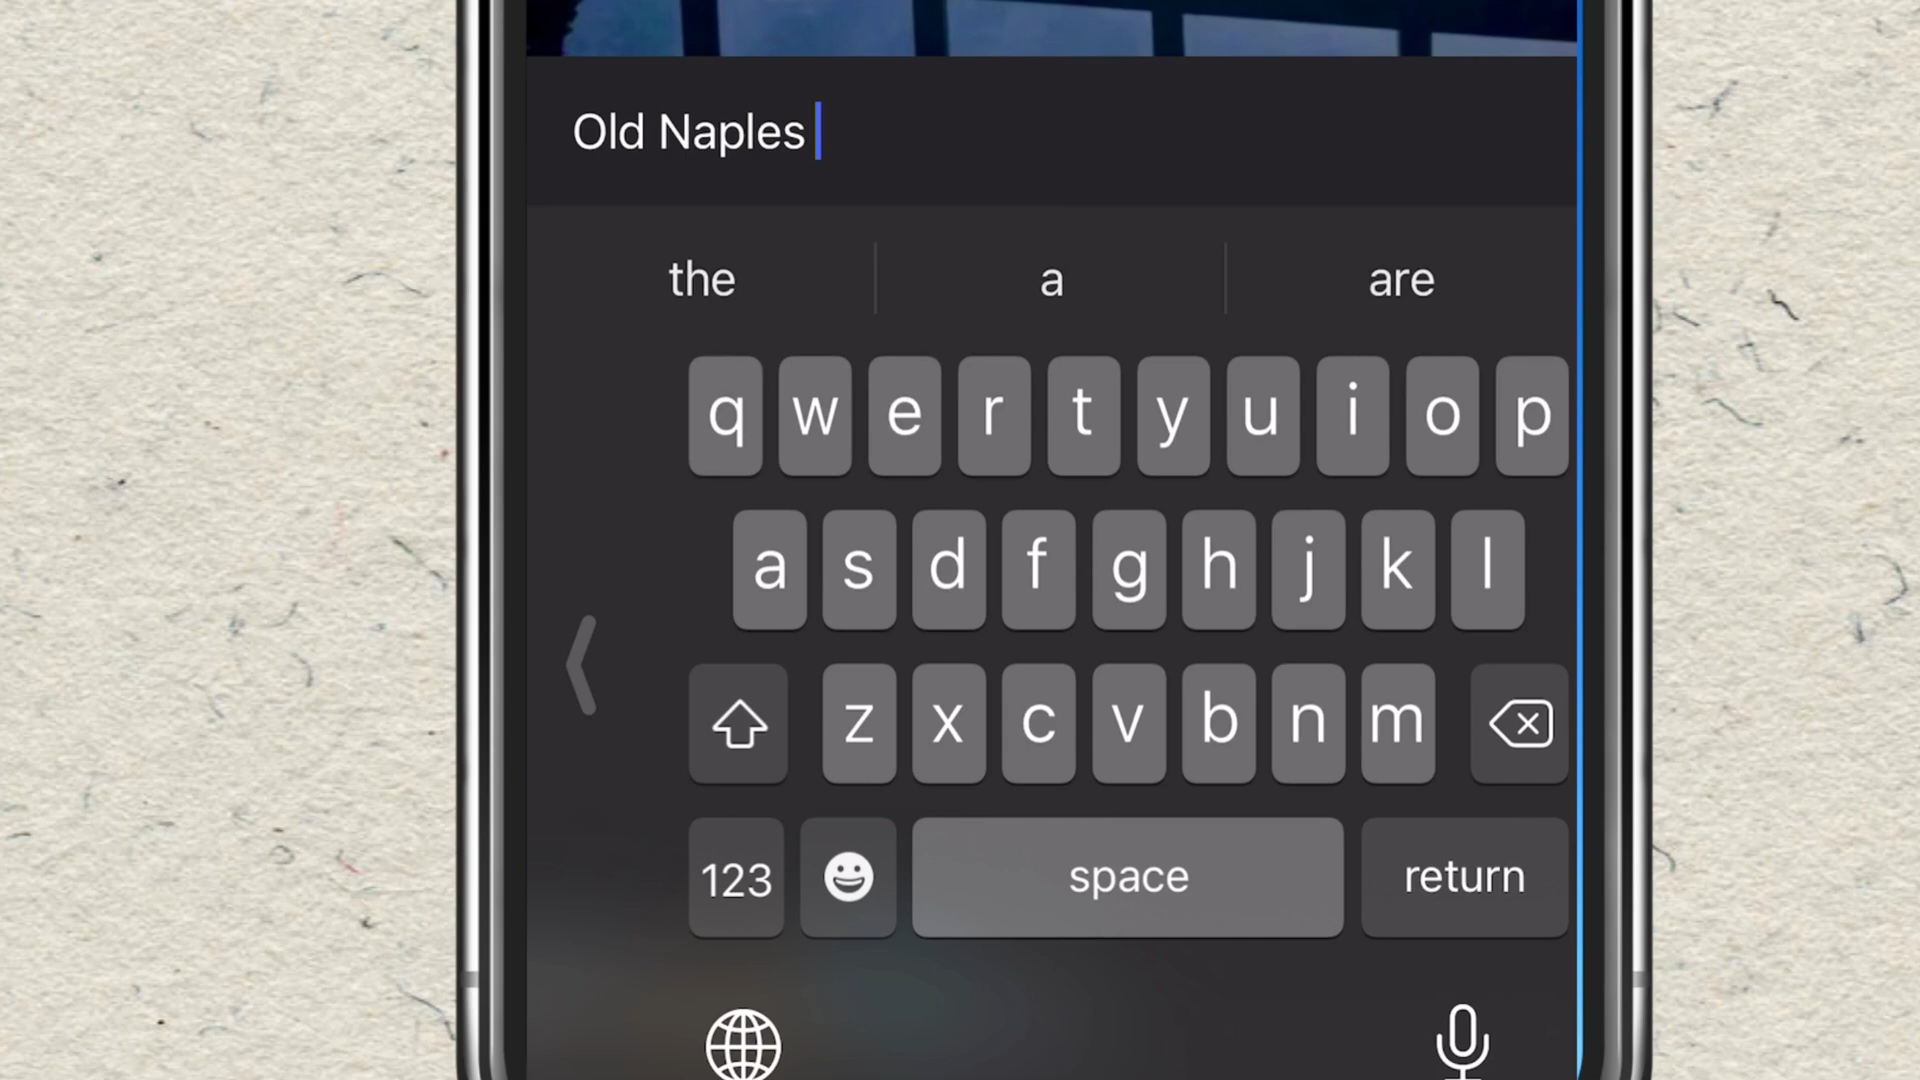 Old Naples
the a are
q w e r t y u i o p
a s d f g h j k l
z x c v b n m
123 space return